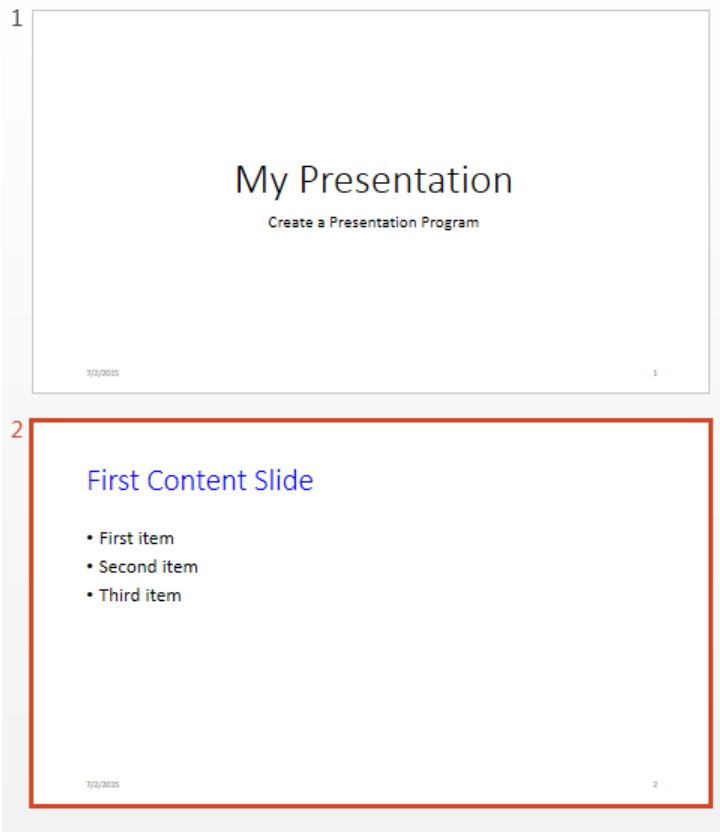 1
My Presentation
Create a Presentation Program
7/2/2015 1
2
First Content Slide
• First item
• Second item
• Third item
7/2/2015 2